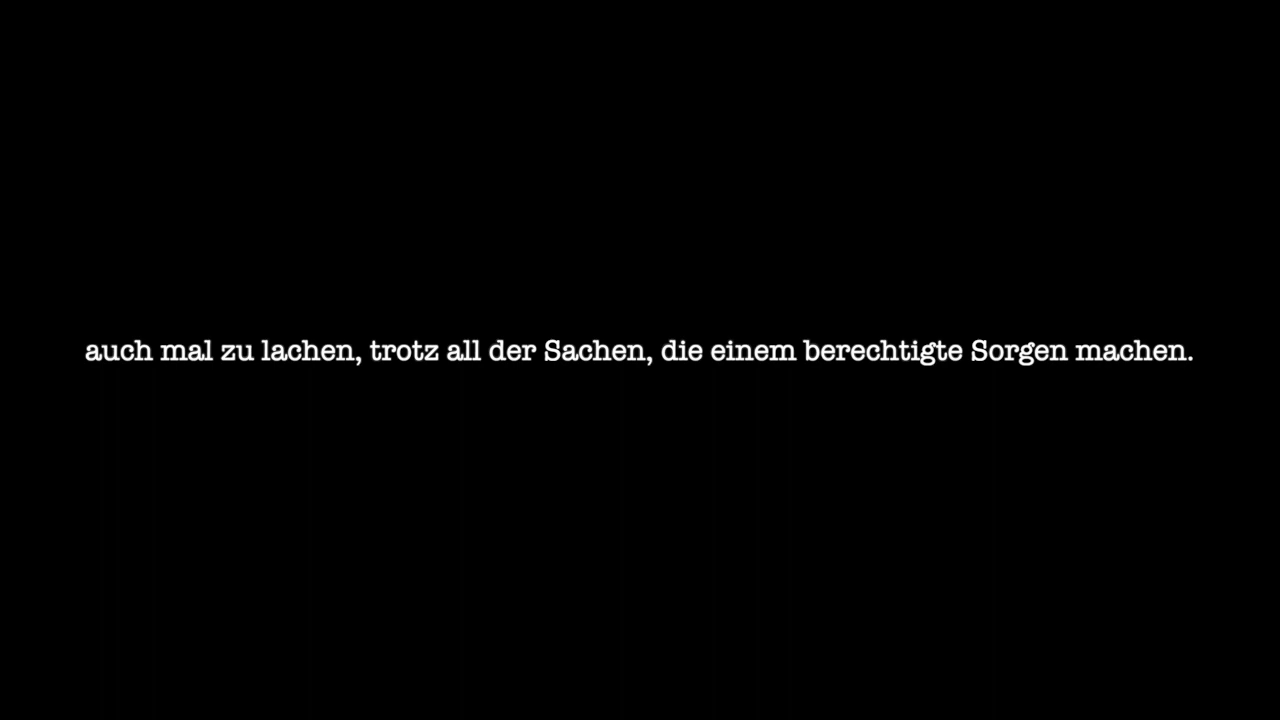 auch mal zu lachen, trotz all der Sachen, die einem berechtigte Sorgen machen.